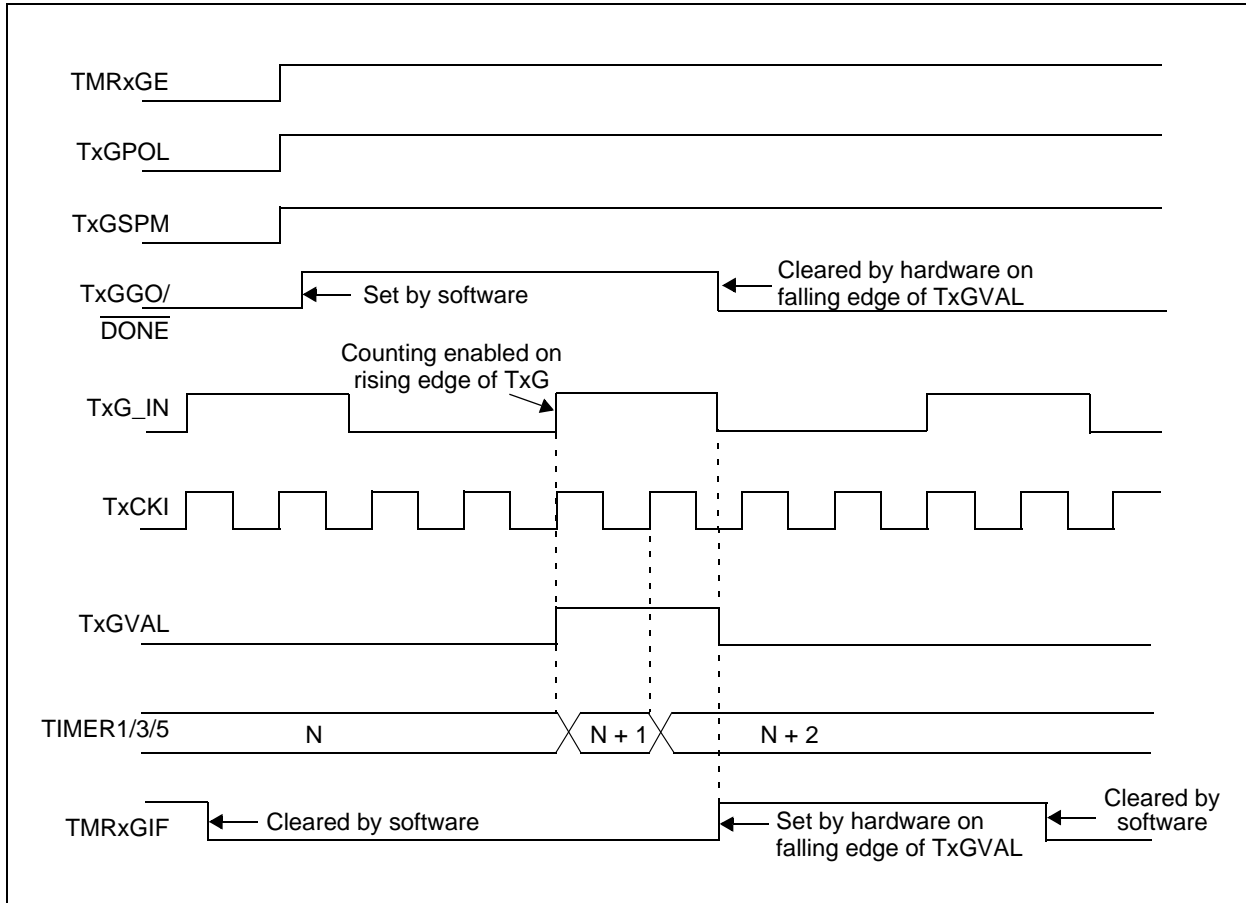 TMRxGE
TxGPOL
TxGSPM
TxGGO/
DONE
Set by software
Cleared by hardware on
falling edge of TxGVAL
Counting enabled on
rising edge of TxG
TxG_IN
TxCKI
TxGVAL
TIMER1/3/5
N
N + 1
N + 2
TMRxGIF
Cleared by software
Set by hardware on
falling edge of TxGVAL
Cleared by
software